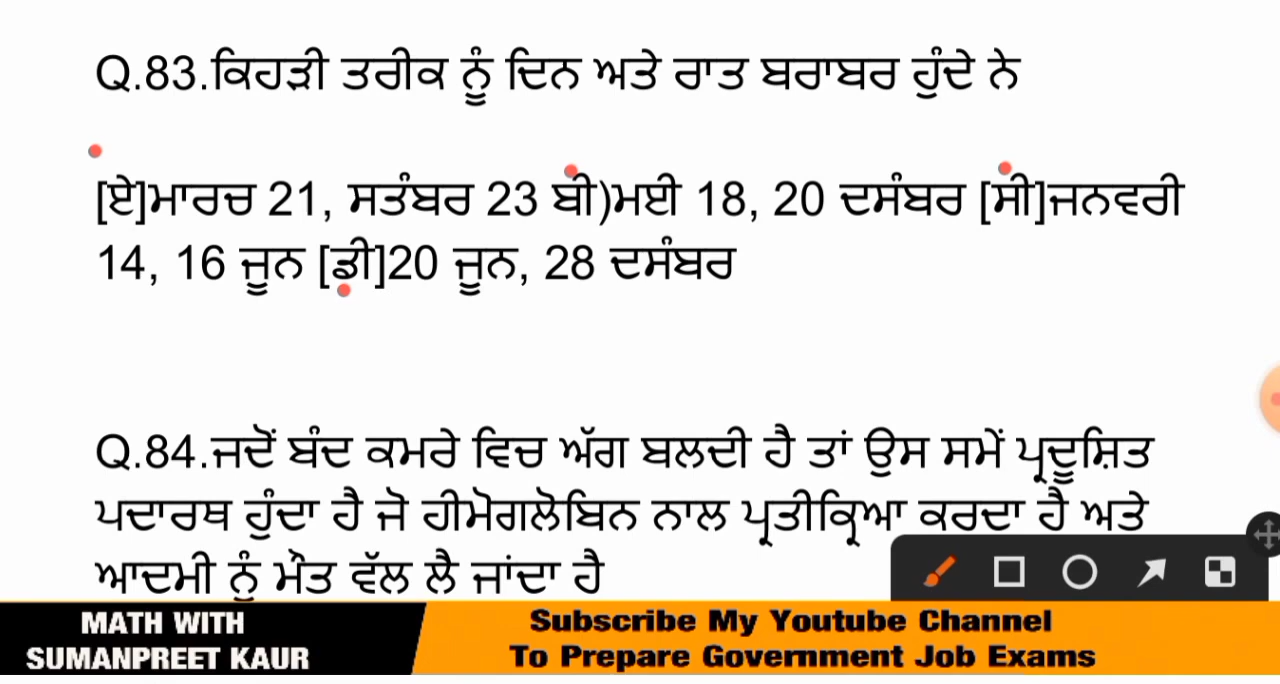 Q.83.ਕਿਹੜੀ ਤਰੀਕ ਨੂੰ ਦਿਨ ਅਤੇ ਰਾਤ ਬਰਾਬਰ ਹੁੰਦੇ ਨੇ
[ਏ]ਮਾਰਚ 21, ਸਤੰਬਰ 23 ਬੀ)ਮਈ 18, 20 ਦਸੰਬਰ [ਸੀ]ਜਨਵਰੀ
14, 16 ਜੂਨ [ਡੀ]20 ਜੂਨ, 28 ਦਸੰਬਰ
Q.84.ਜਦੋਂ ਬੰਦ ਕਮਰੇ ਵਿਚ ਅੱਗ ਬਲਦੀ ਹੈ ਤਾਂ ਉਸ ਸਮੇਂ ਪ੍ਰਦੂਸ਼ਿਤ
ਪਦਾਰਥ ਹੁੰਦਾ ਹੈ ਜੋ ਹੀਮੋਗਲੋਬਿਨ ਨਾਲ ਪ੍ਰਤੀਕ੍ਰਿਆ ਕਰਦਾ ਹੈ ਅਤੇ
ਆਦਮੀ ਨੂੰ ਮੌਤ ਵੱਲ ਲੈ ਜਾਂਦਾ ਹੈ
MATH WITH
SUMANPREET KAUR
Subscribe My Youtube Channel
To Prepare Government Job Exams